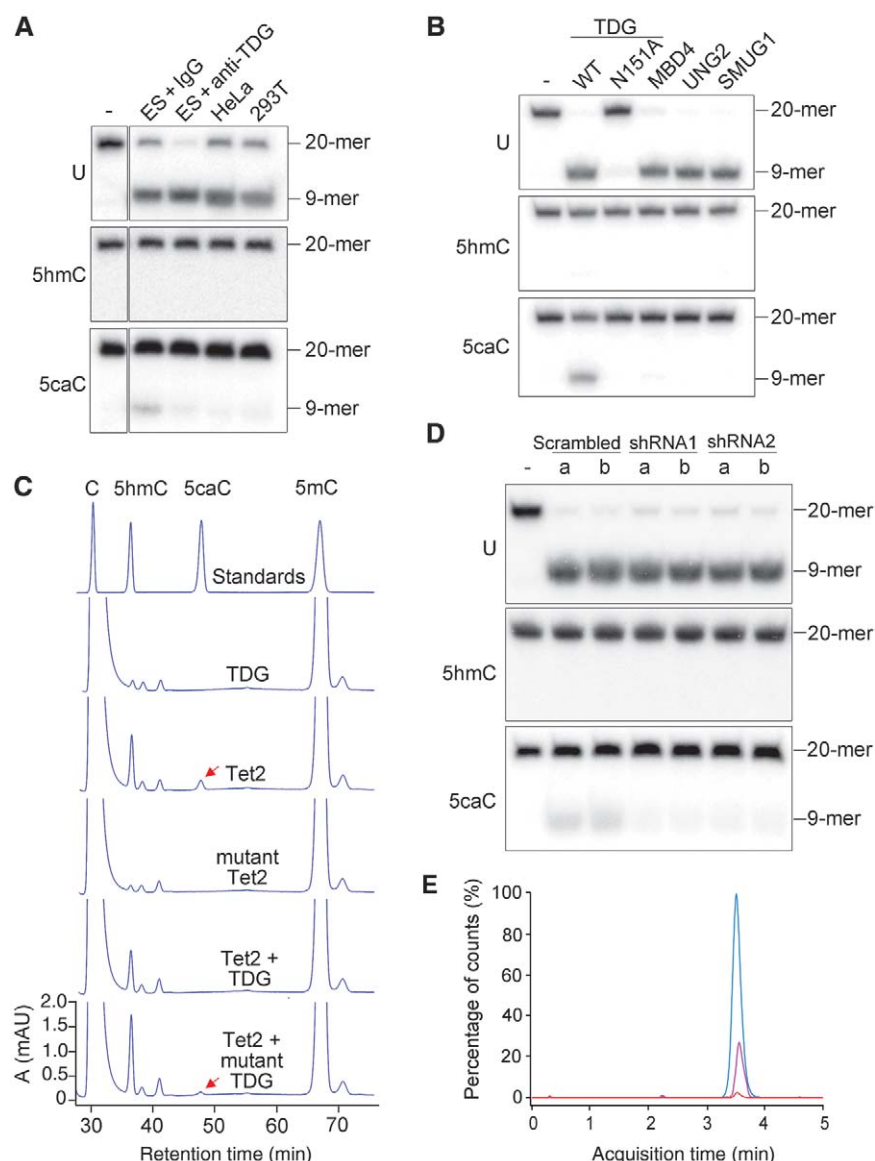 A
- ES + IgG ES + anti-TDG HeLa 293T
U
20-mer
9-mer
5hmC
20-mer
5caC
20-mer
9-mer
B
TDG
- WT N151A MBD4 UNG2 SMUG1
U
20-mer
9-mer
5hmC
20-mer
5caC
20-mer
9-mer
C
C 5hmC 5caC 5mC
Standards
TDG
Tet2
mutant
Tet2
Tet2 +
TDG
Tet2 +
mutant
TDG
A (mAU)
2.0
1.5
1.0
0.5
0
30 40 50 60 70
Retention time (min)
D
Scrambled shRNA1 shRNA2
- a b a b a b
U
20-mer
9-mer
5hmC
20-mer
5caC
20-mer
9-mer
E
Percentage of counts (%)
100
80
60
40
20
0
0 1 2 3 4 5
Acquisition time (min)